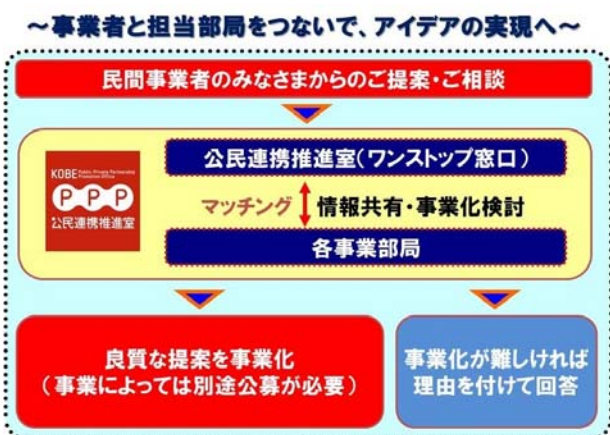 ～事業者と担当部局をつないで、アイデアの実現へ～
民間事業者のみなさまからのご提案・ご相談
KOBE Public Private Partnership Promotion Office
PPP
公民連携推進室
公民連携推進室（ワンストップ窓口）
マッチング 情報共有・事業化検討
各事業部局
良質な提案を事業化
（事業によっては別途公募が必要）
事業化が難しければ
理由を付けて回答